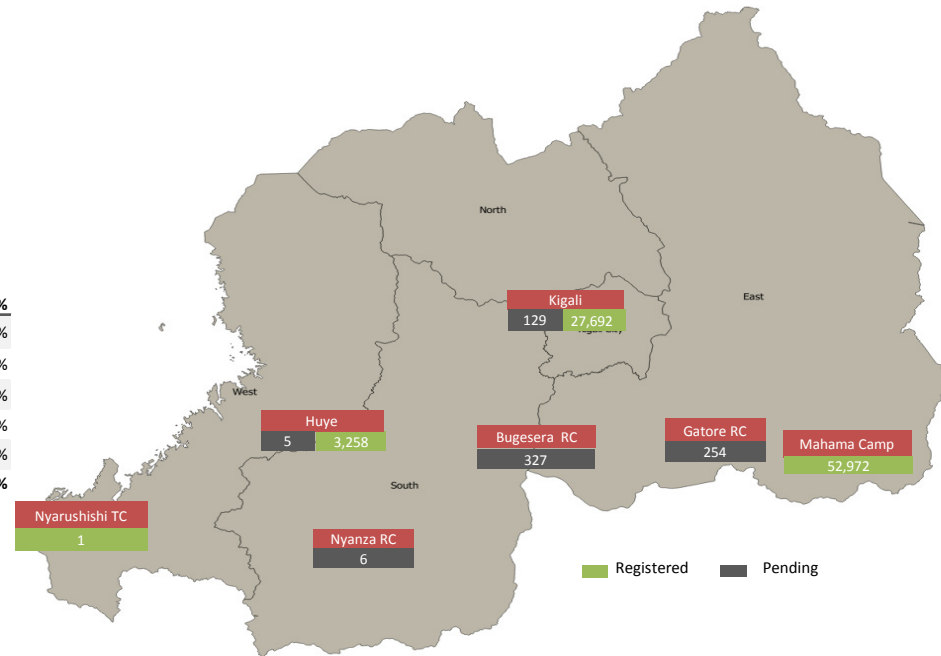 North
%
Kigali
East
129 27,692
%
%
West
%
Huye
%
5 3,258
Bugesera RC
Gatore RC
Mahama Camp
%
327
254
52,972
%
South
Nyarushishi TC
1
Nyanza RC
6
Registered Pending